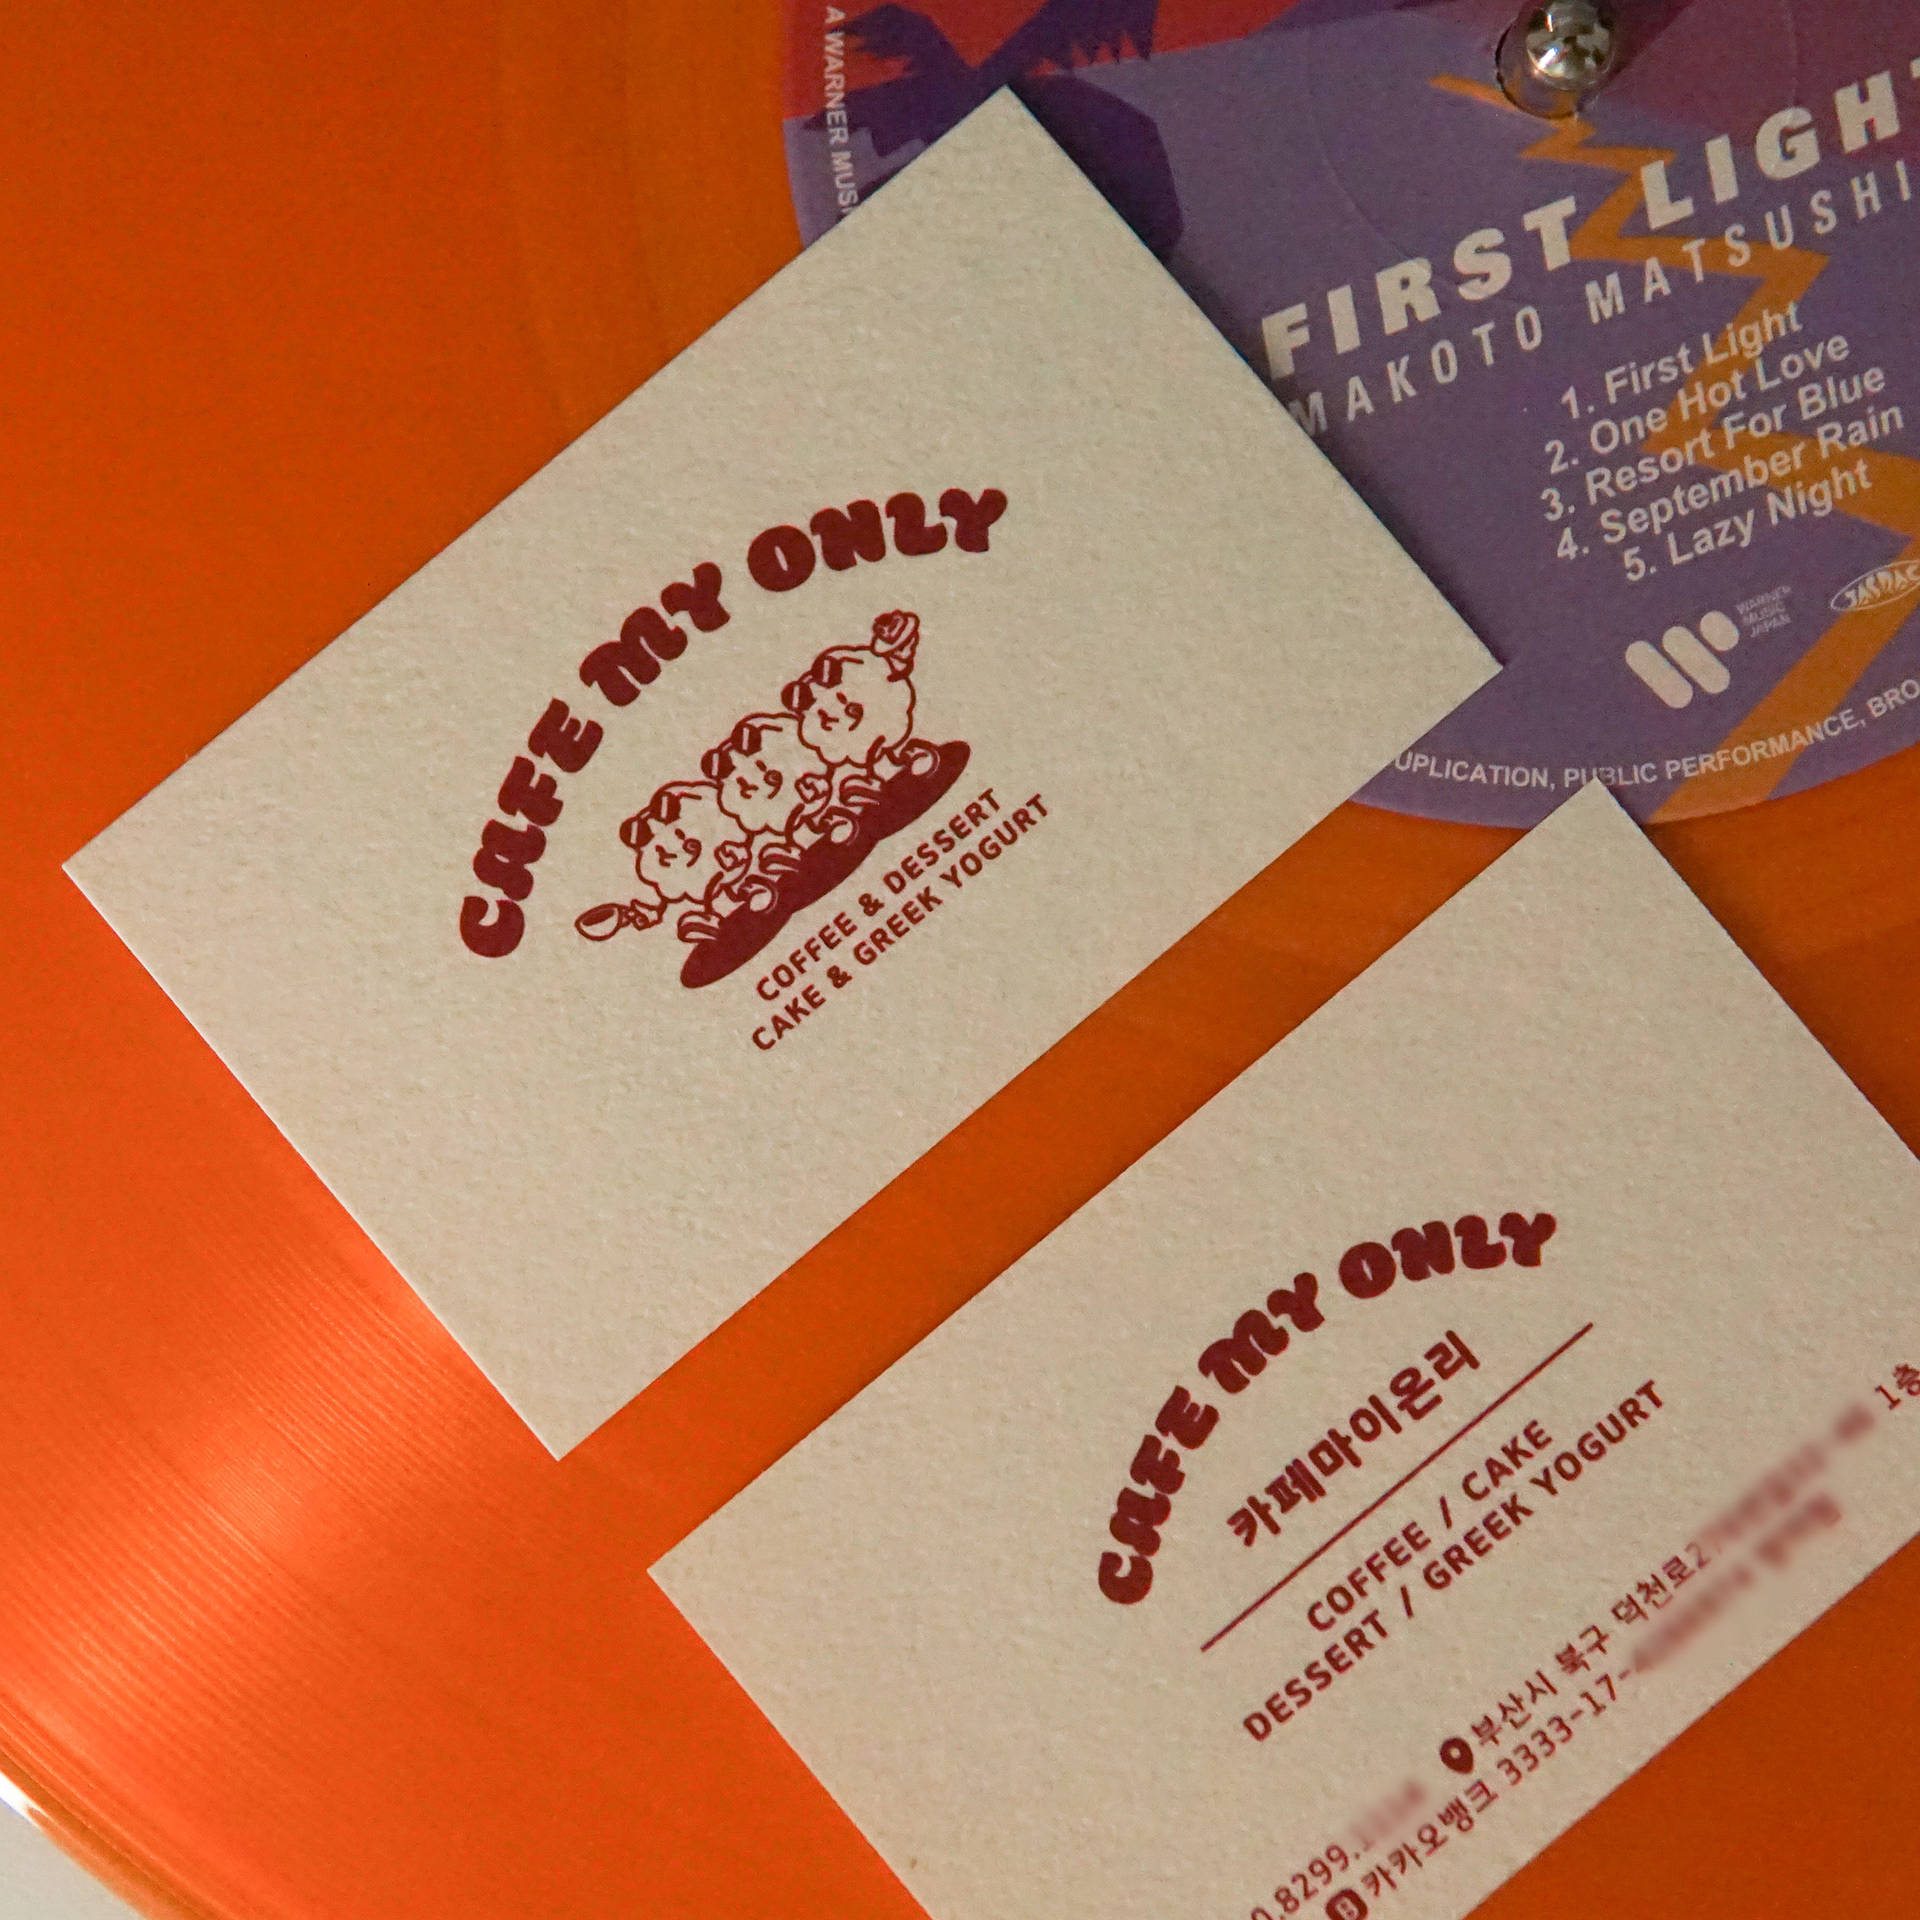 A WARNER MUSI
FIRST LIGHT
MAKOTO MATSUSHI
1. First Light
2. One Hot Love
3. Resort For Blue
4. September Rain
5. Lazy Night
WARNER
MUSIC
JAPAN
JASRAC
UPLICATION, PUBLIC PERFORMANCE, BRO
CAFE MY ONLY
COFFEE & DESSERT
CAKE & GREEK YOGURT
CAFE MY ONLY
카페마이온리
COFFEE / CAKE
DESSERT / GREEK YOGURT
0.8299. 부산시 북구 덕천로2 1층
카카오뱅크 3333-17-